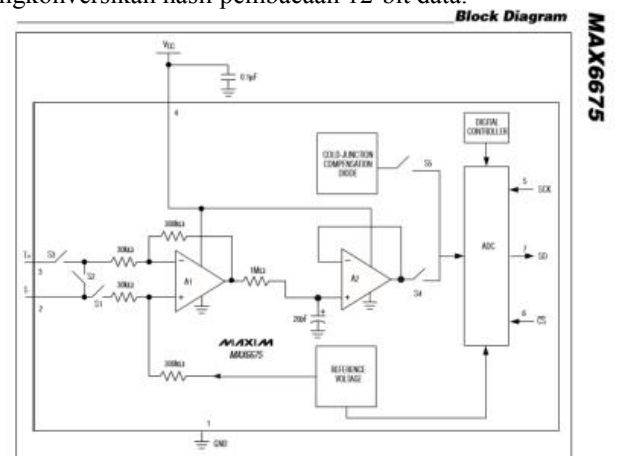 ngkonversikan hasil pembacaan 12-bit data.
Block Diagram
MAX6675
VCC
0.1µF
4
DIGITAL
CONTROLLER
COLD-JUNCTION
COMPENSATION
DIODE
S5
300kΩ
5
SCK
ADC
T+
S3
30kΩ
A1
1MΩ
A2
S4
7
SO
3
S2
T-
S1
30kΩ
2
20pF
6
CS
MAXIM
MAX6675
300kΩ
REFERENCE
VOLTAGE
1
GND